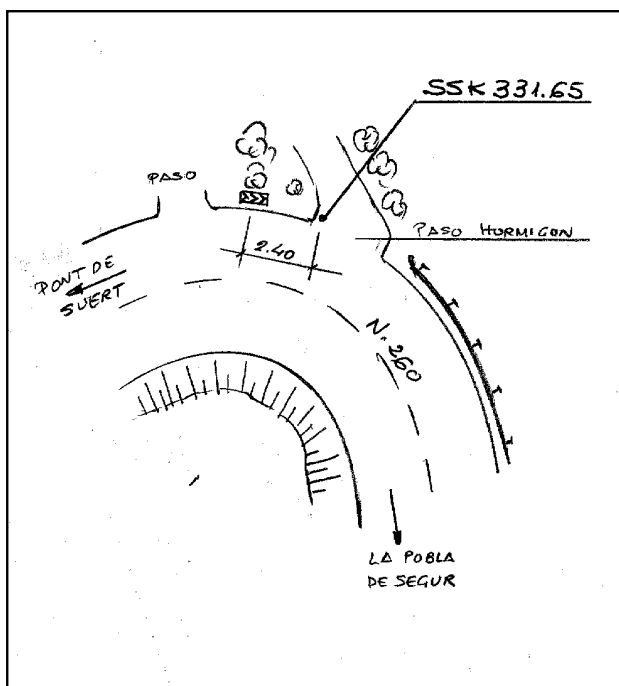 SSK 331.65
PASO
PASO HORMIGON
2.40
PONT DE
SUERT
N. 260
LA POBLA
DE SEGUR